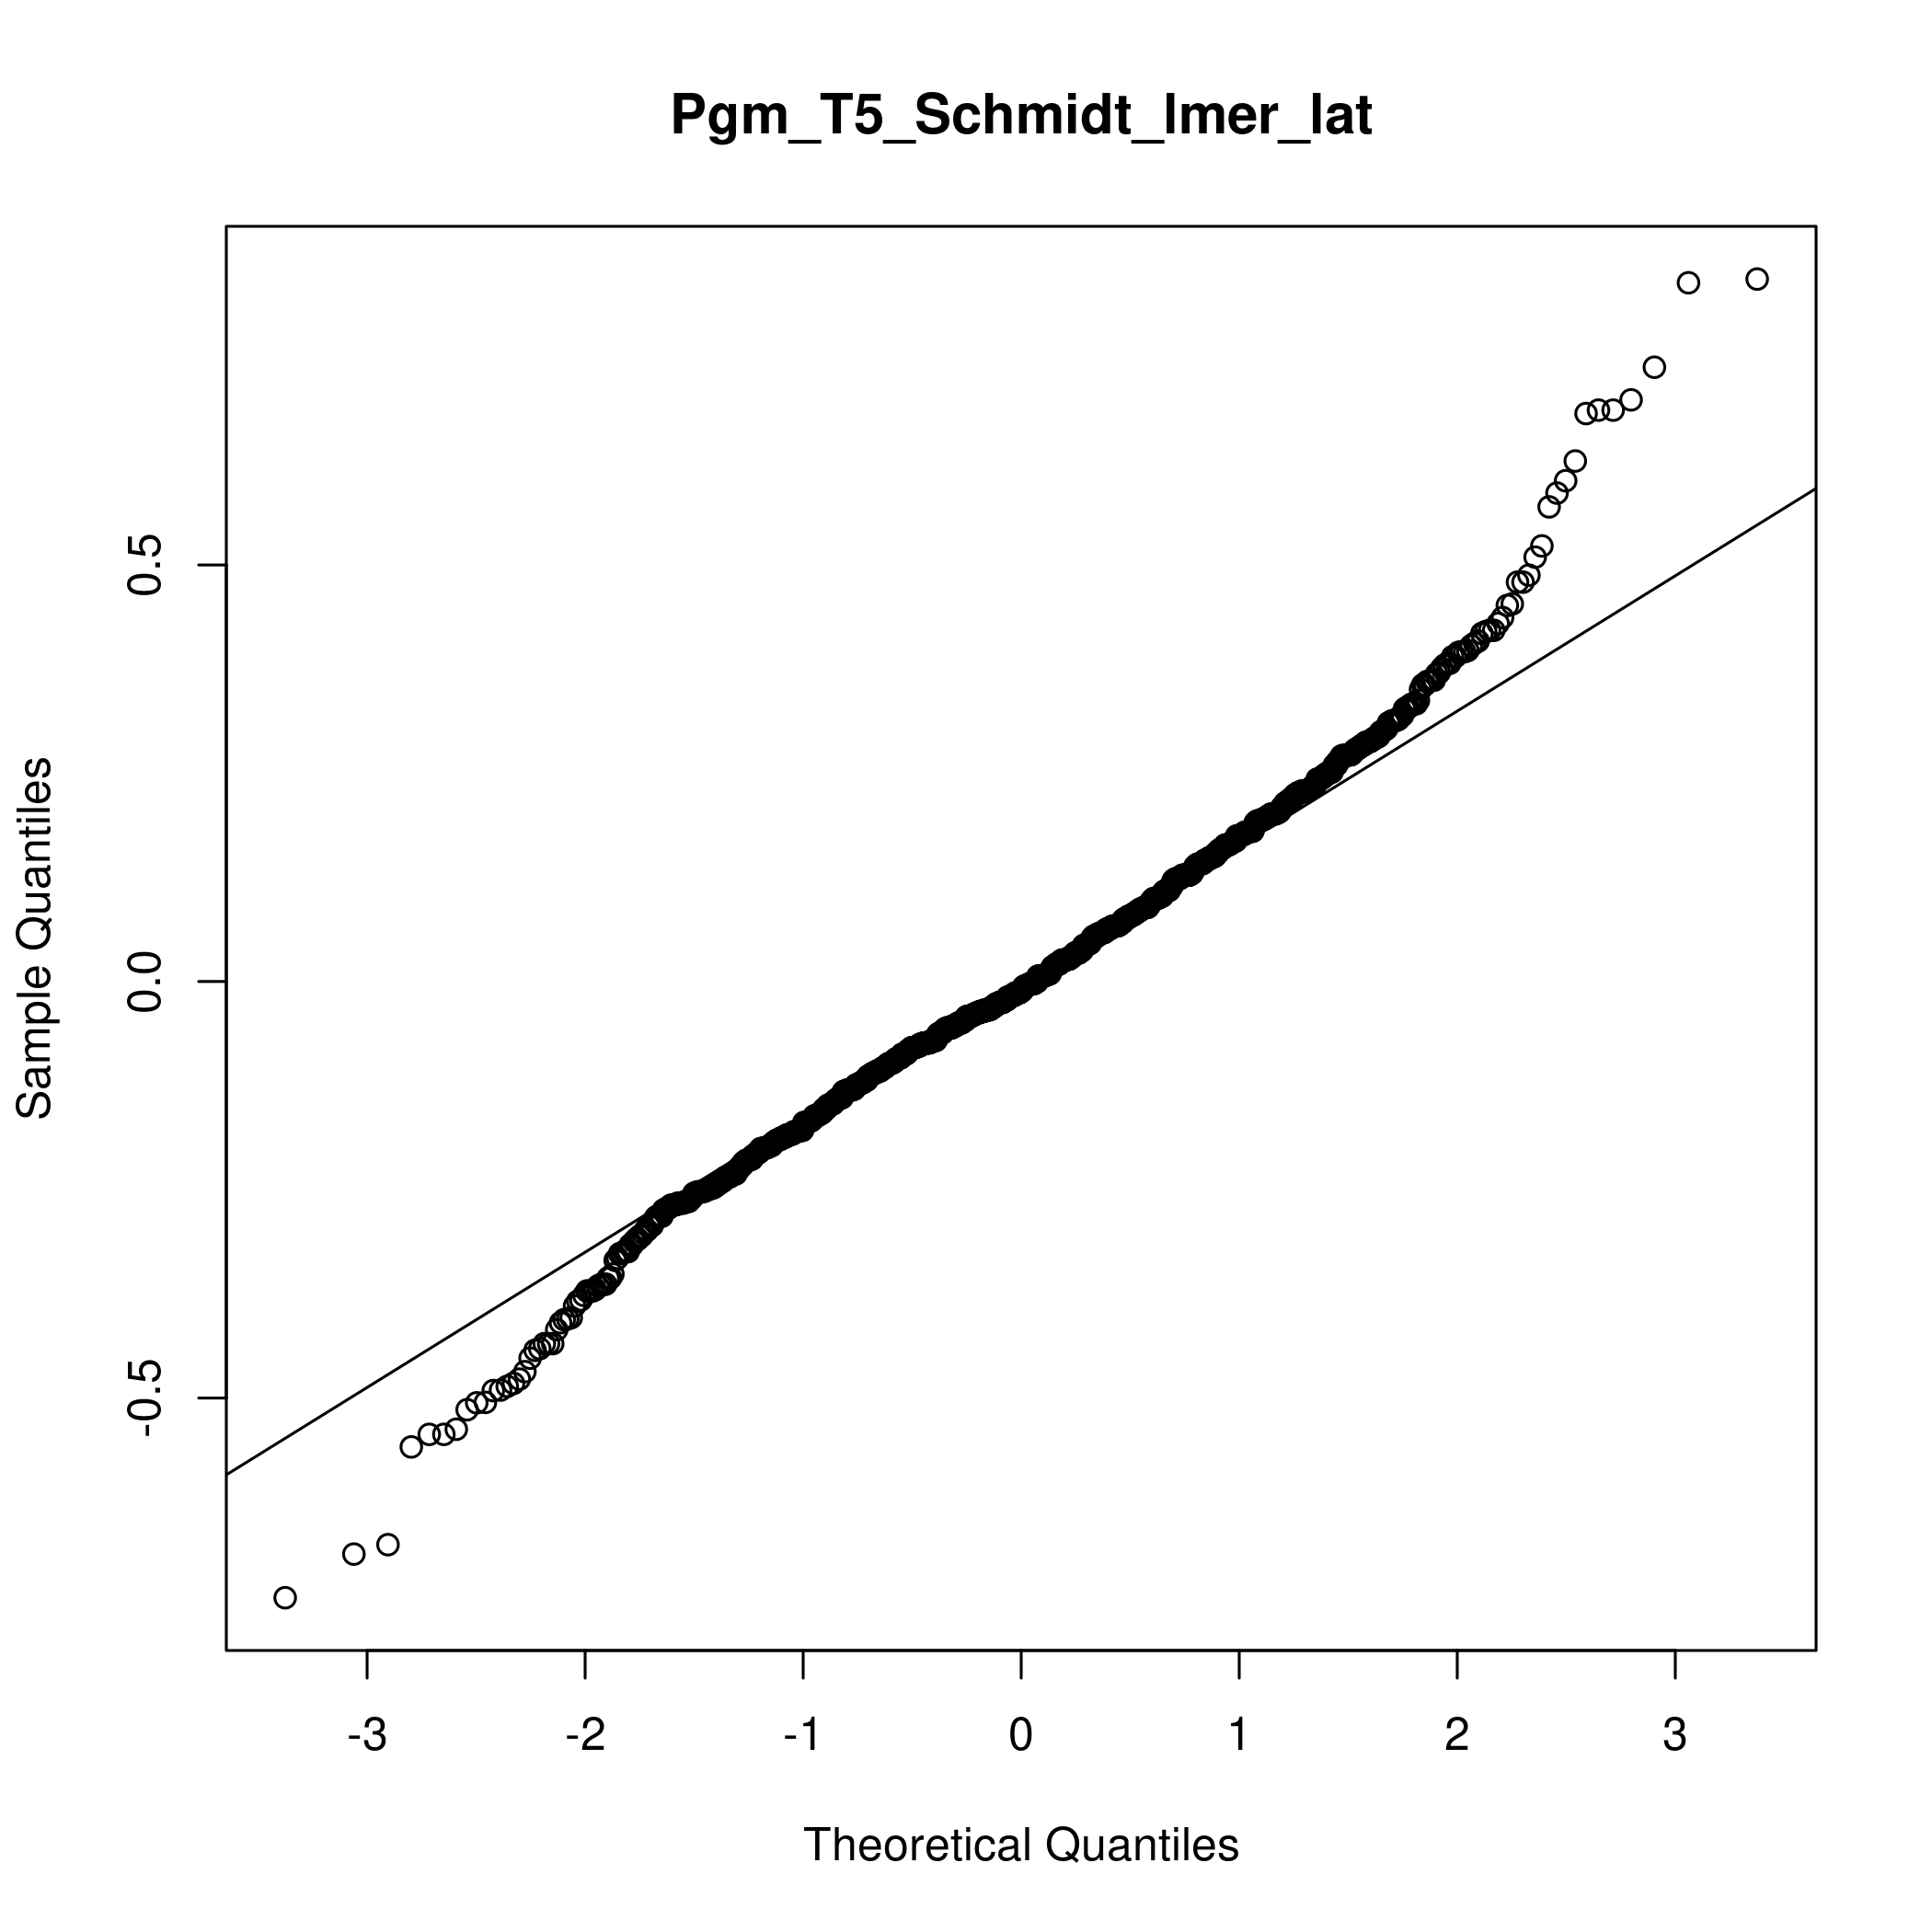 Pgm_T5_Schmidt_lmer_lat
Sample Quantiles
0.5
0.0
-0.5
-3 -2 -1 0 1 2 3
Theoretical Quantiles